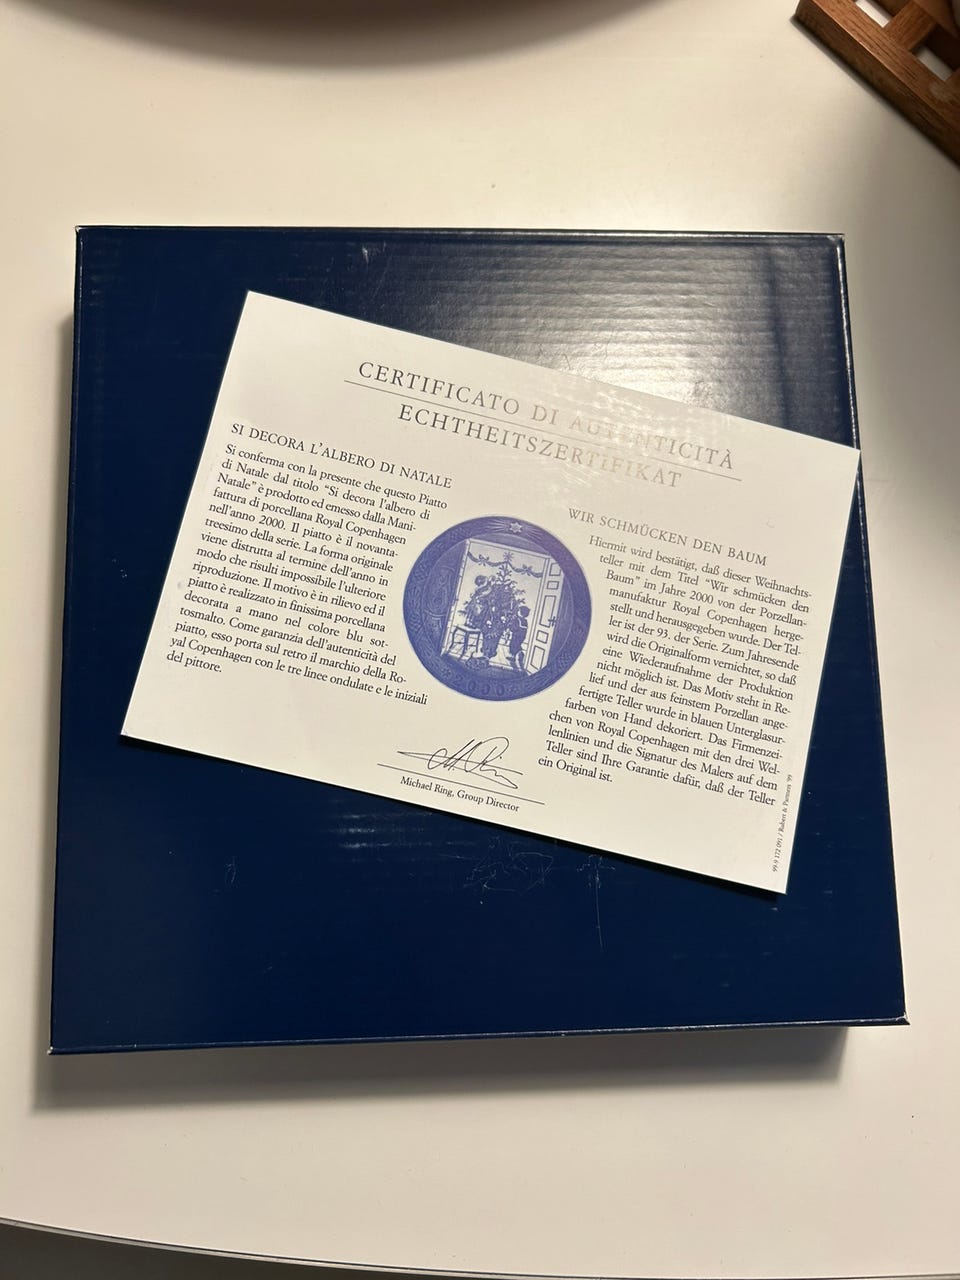 CERTIFICATO DI AUTENTICITÀ
ECHTHEITSZERTIFIKAT
SI DECORA L'ALBERO DI NATALE
Si conferma con la presente che questo Piatto
di Natale dal titolo "Si decora l'albero di
Natale" è prodotto ed emesso dalla Mani-
fattura di porcellana Royal Copenhagen
nell'anno 2000. Il piatto è il novanta-
treesimo della serie. La forma originale
viene distrutta al termine dell'anno in
modo che risulti impossibile l'ulteriore
riproduzione. Il motivo è in rilievo ed il
piatto è realizzato in finissima porcellana
decorata a mano nel colore blu sot-
tosmalto. Come garanzia dell'autenticità del
piatto, esso porta sul retro il marchio della Ro-
yal Copenhagen con le tre linee ondulate e le iniziali
del pittore.
2000
WIR SCHMÜCKEN DEN BAUM
Hiermit wird bestätigt, daß dieser Weihnachts-
teller mit dem Titel "Wir schmücken den
Baum" im Jahre 2000 von der Porzellan-
manufaktur Royal Copenhagen herge-
stellt und herausgegeben wurde. Der Tel-
ler ist der 93. der Serie. Zum Jahresende
wird die Originalform vernichtet, so daß
eine Wiederaufnahme der Produktion
nicht möglich ist. Das Motiv steht in Re-
lief und der aus feinstem Porzellan ange-
fertigte Teller wurde in blauen Unterglasur-
farben von Hand dekoriert. Das Firmenzei-
chen von Royal Copenhagen mit den drei Wel-
lenlinien und die Signatur des Malers auf dem
Teller sind Ihre Garantie dafür, daß der Teller
ein Original ist.
Michael Ring, Group Director
99.9 172 091 / Rubert & Partners '99